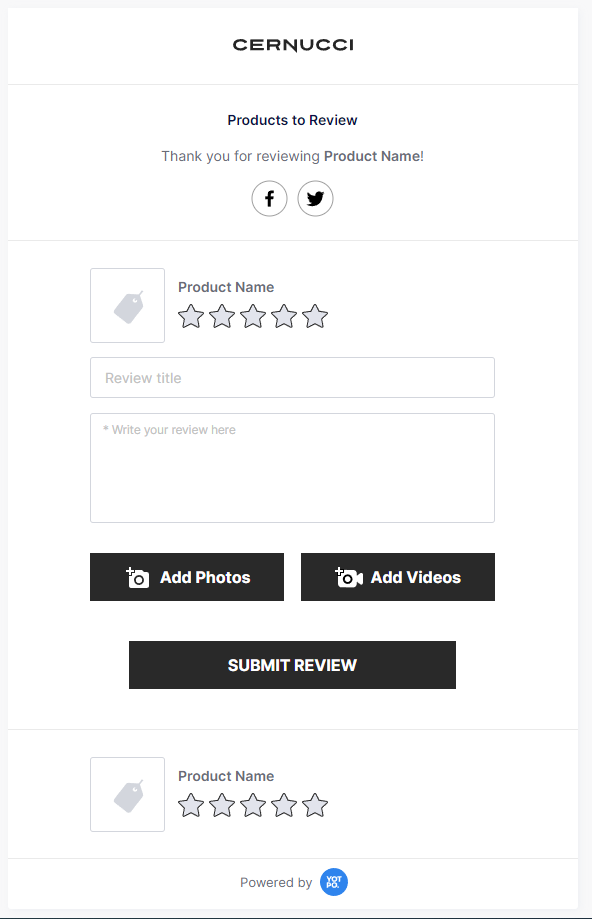 CERNUCCI
Products to Review
Thank you for reviewing Product Name!
Product Name
Review title
* Write your review here
Add Photos
Add Videos
SUBMIT REVIEW
Product Name
Powered by
YOT
PO.